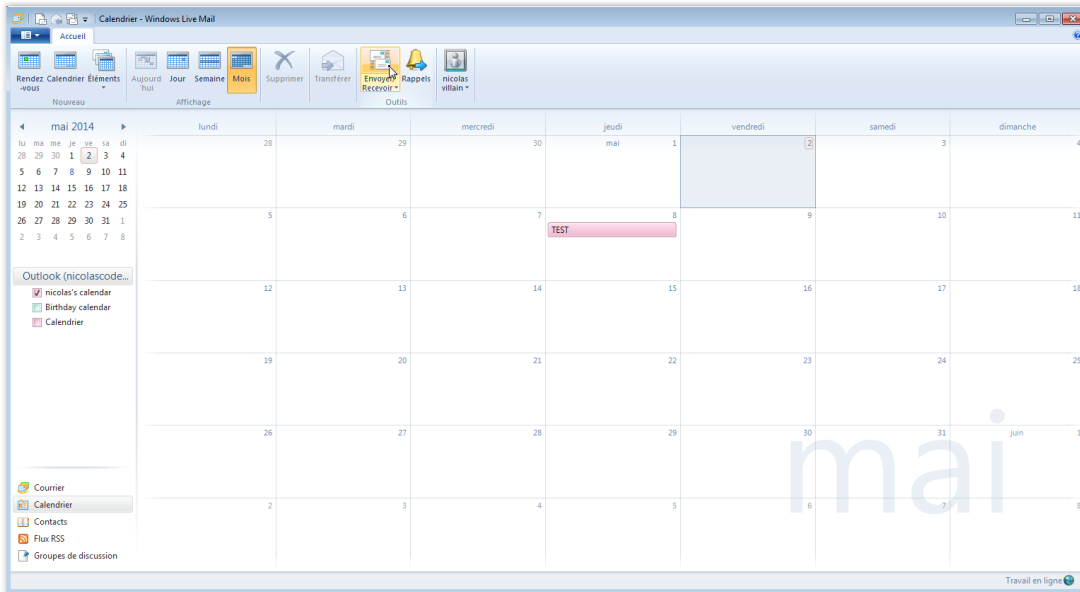 Calendrier - Windows Live Mail
Accueil
Rendez-vous Calendrier Éléments Aujourd'hui Jour Semaine Mois Supprimer Transférer Envoyer/Recevoir Rappels nicolas villain
Nouveau Affichage Outils
mai 2014 lundi mardi mercredi jeudi vendredi samedi dimanche
lu ma me je ve sa di
28 29 30 1 2 3 4
5 6 7 8 9 10 11
12 13 14 15 16 17 18
19 20 21 22 23 24 25
26 27 28 29 30 31 1
2 3 4 5 6 7 8
28 29 30 mai 1 2 3 4
5 6 7 8 9 10 11
TEST
12 13 14 15 16 17 18
19 20 21 22 23 24 25
26 27 28 29 30 31 juin
2 3 4 5 6 7 8
mai
Outlook (nicolascode...
nicolas's calendar
Birthday calendar
Calendrier
Courrier
Calendrier
Contacts
Flux RSS
Groupes de discussion
Travail en ligne